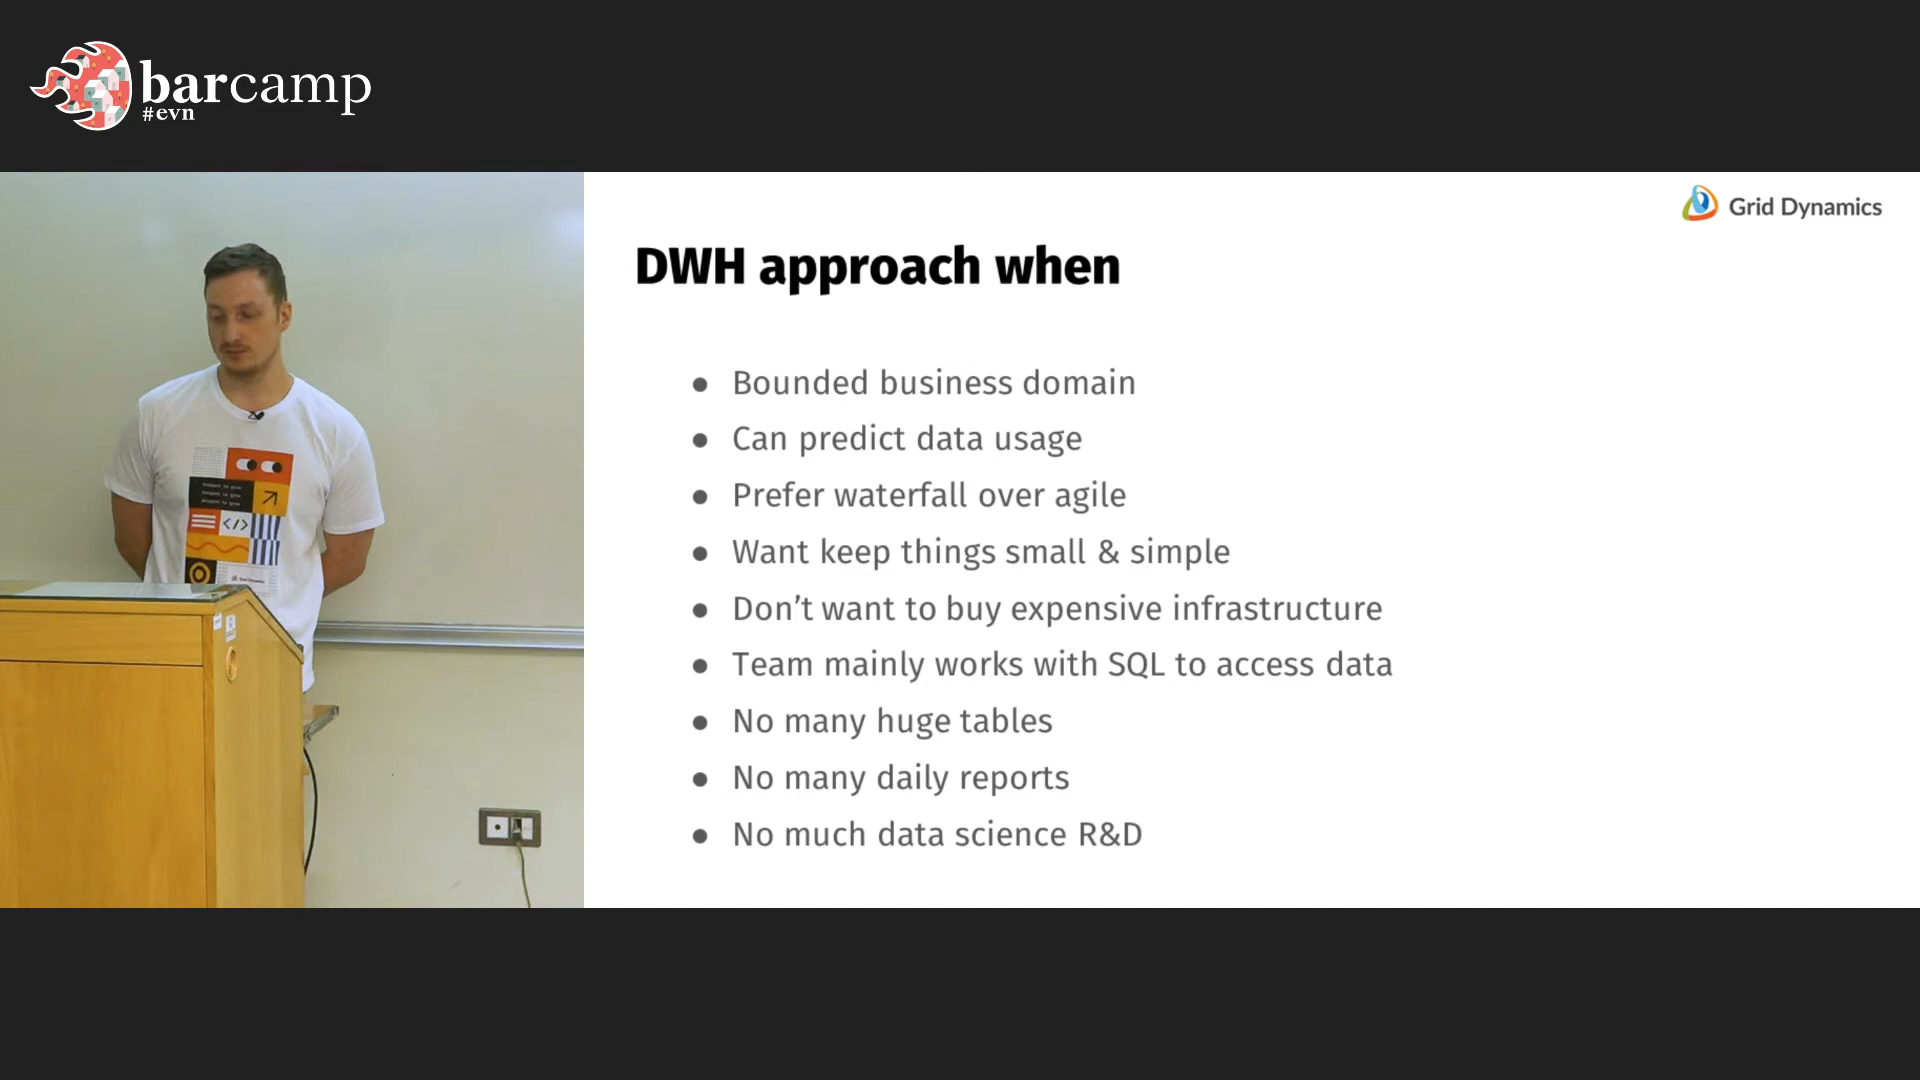 barcamp
#evn
Grid Dynamics
DWH approach when
● Bounded business domain
● Can predict data usage
● Prefer waterfall over agile
● Want keep things small & simple
● Don’t want to buy expensive infrastructure
● Team mainly works with SQL to access data
● No many huge tables
● No many daily reports
● No much data science R&D